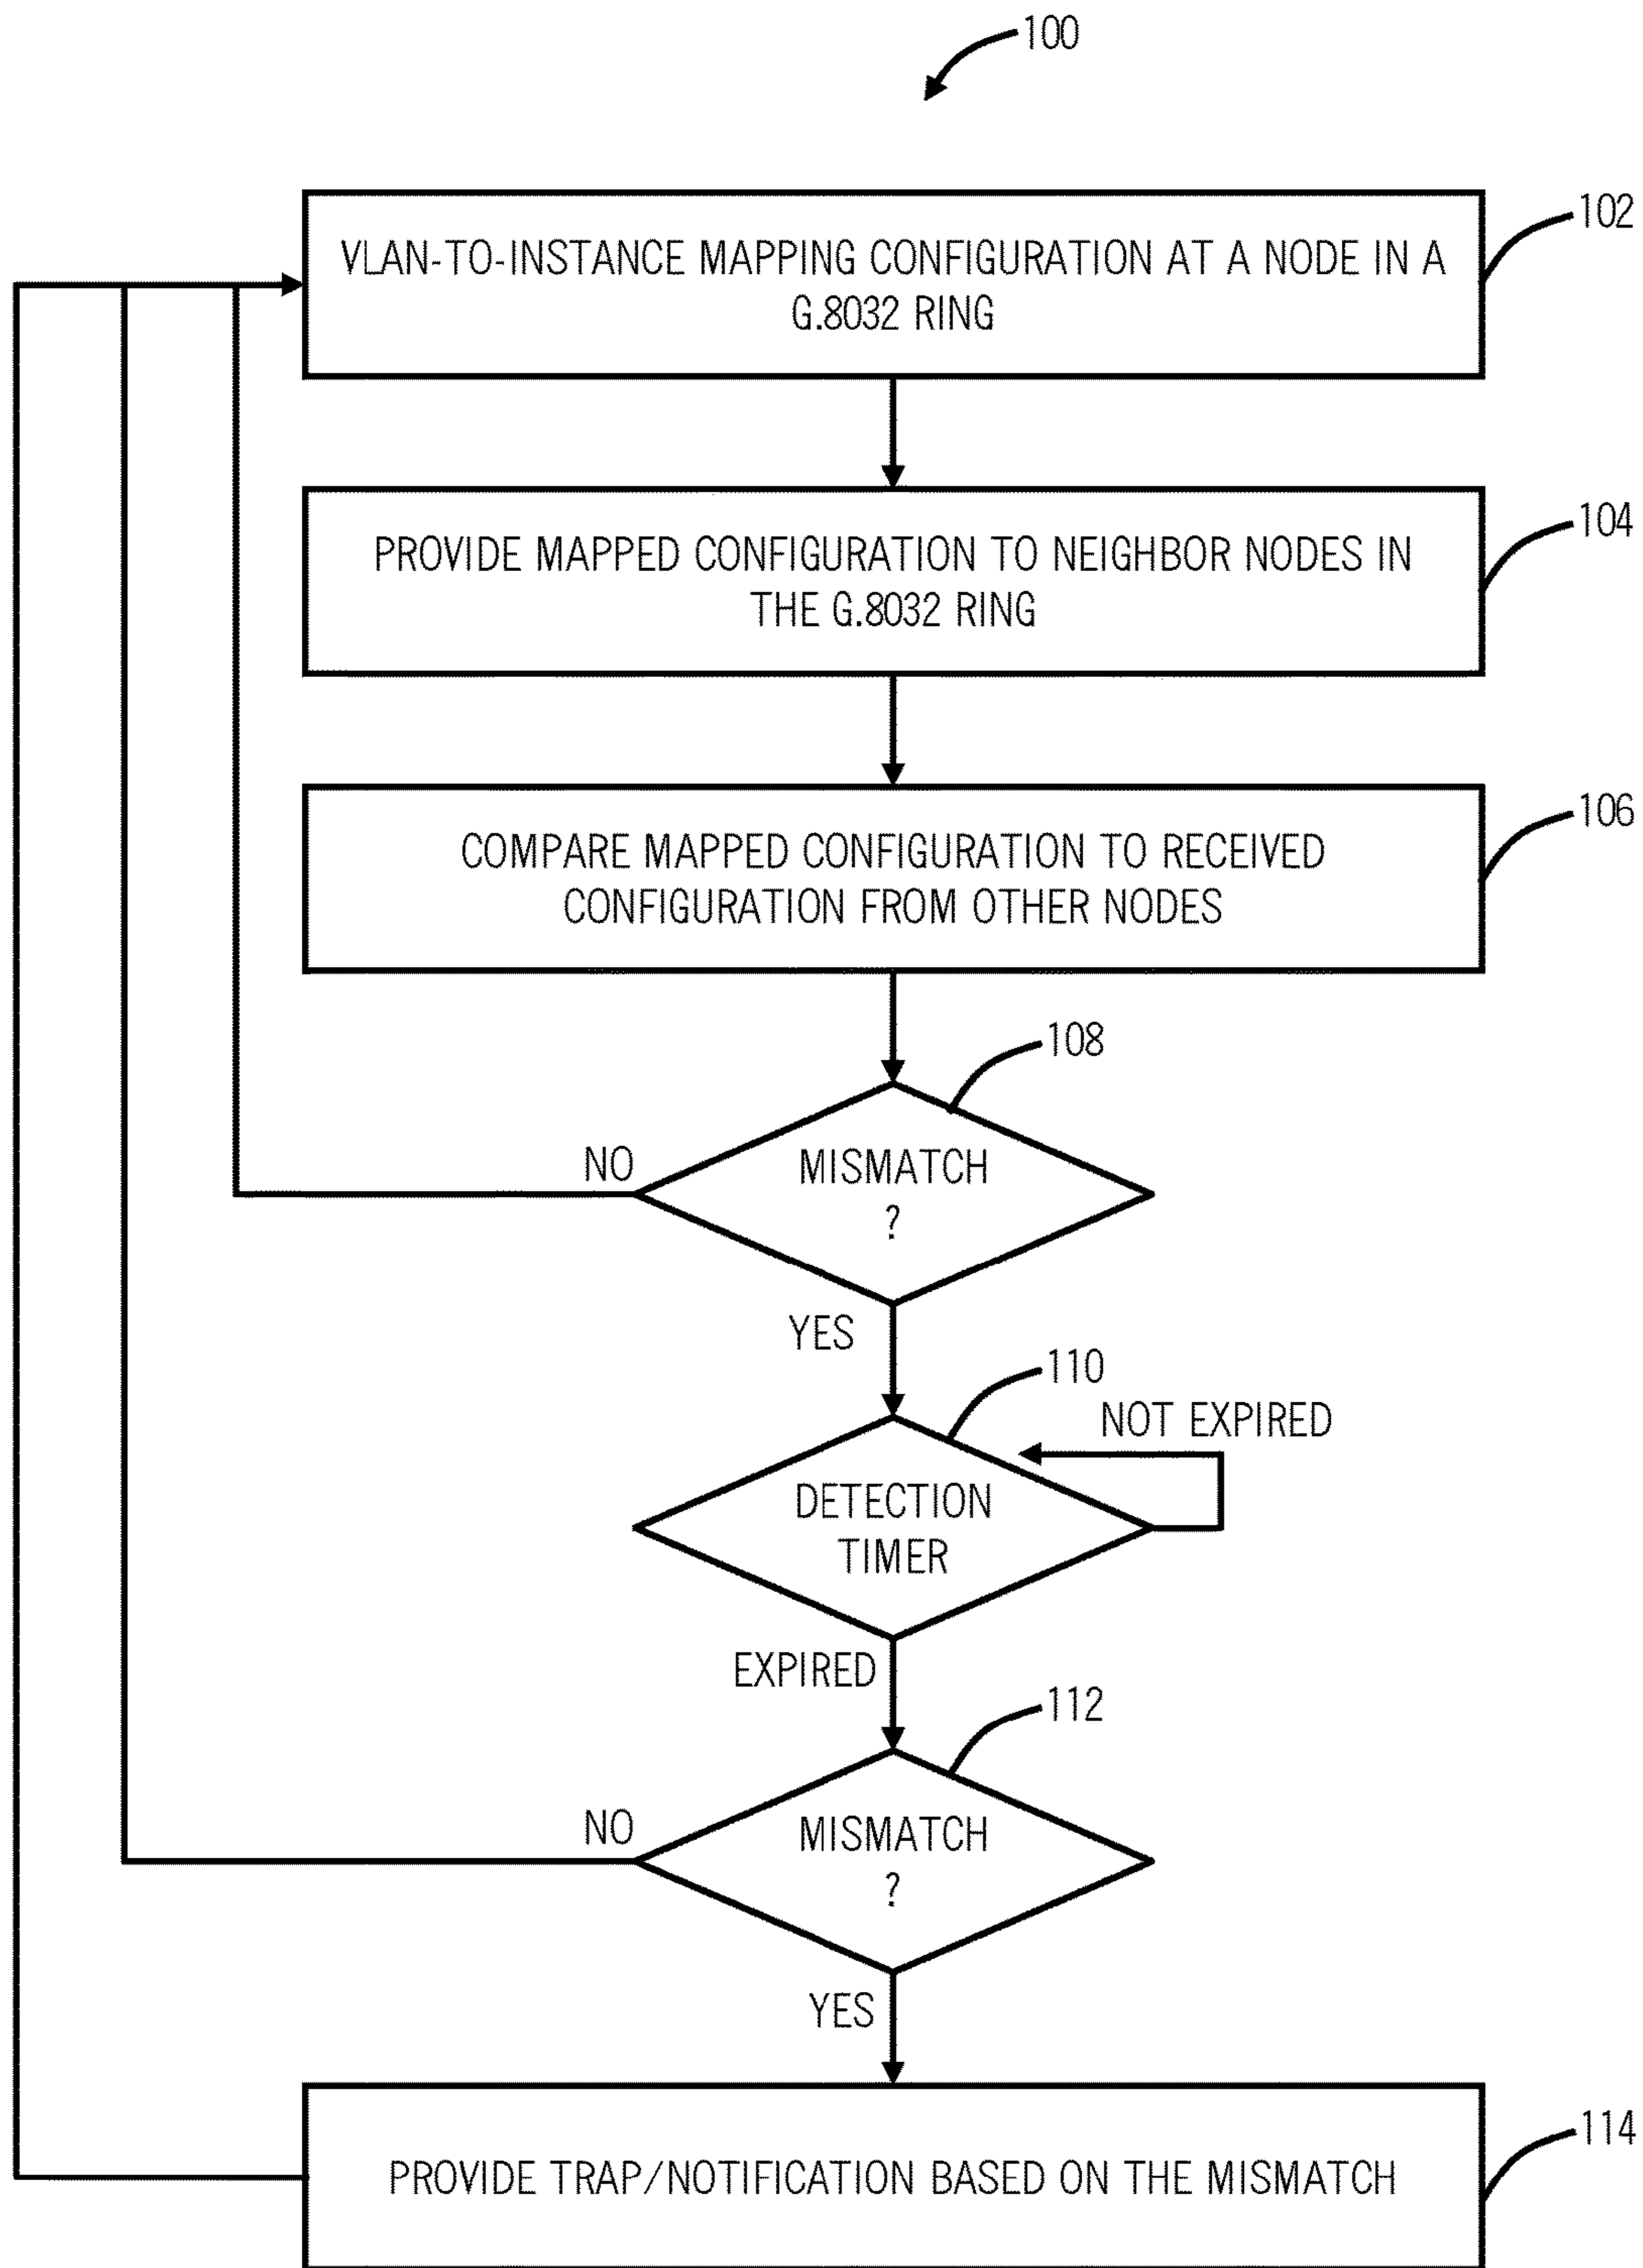 100
102
VLAN-TO-INSTANCE MAPPING CONFIGURATION AT A NODE IN A
G.8032 RING
104
PROVIDE MAPPED CONFIGURATION TO NEIGHBOR NODES IN
THE G.8032 RING
106
COMPARE MAPPED CONFIGURATION TO RECEIVED
CONFIGURATION FROM OTHER NODES
108
NO
MISMATCH
?
YES
110
NOT EXPIRED
DETECTION
TIMER
EXPIRED
112
NO
MISMATCH
?
YES
114
PROVIDE TRAP/NOTIFICATION BASED ON THE MISMATCH